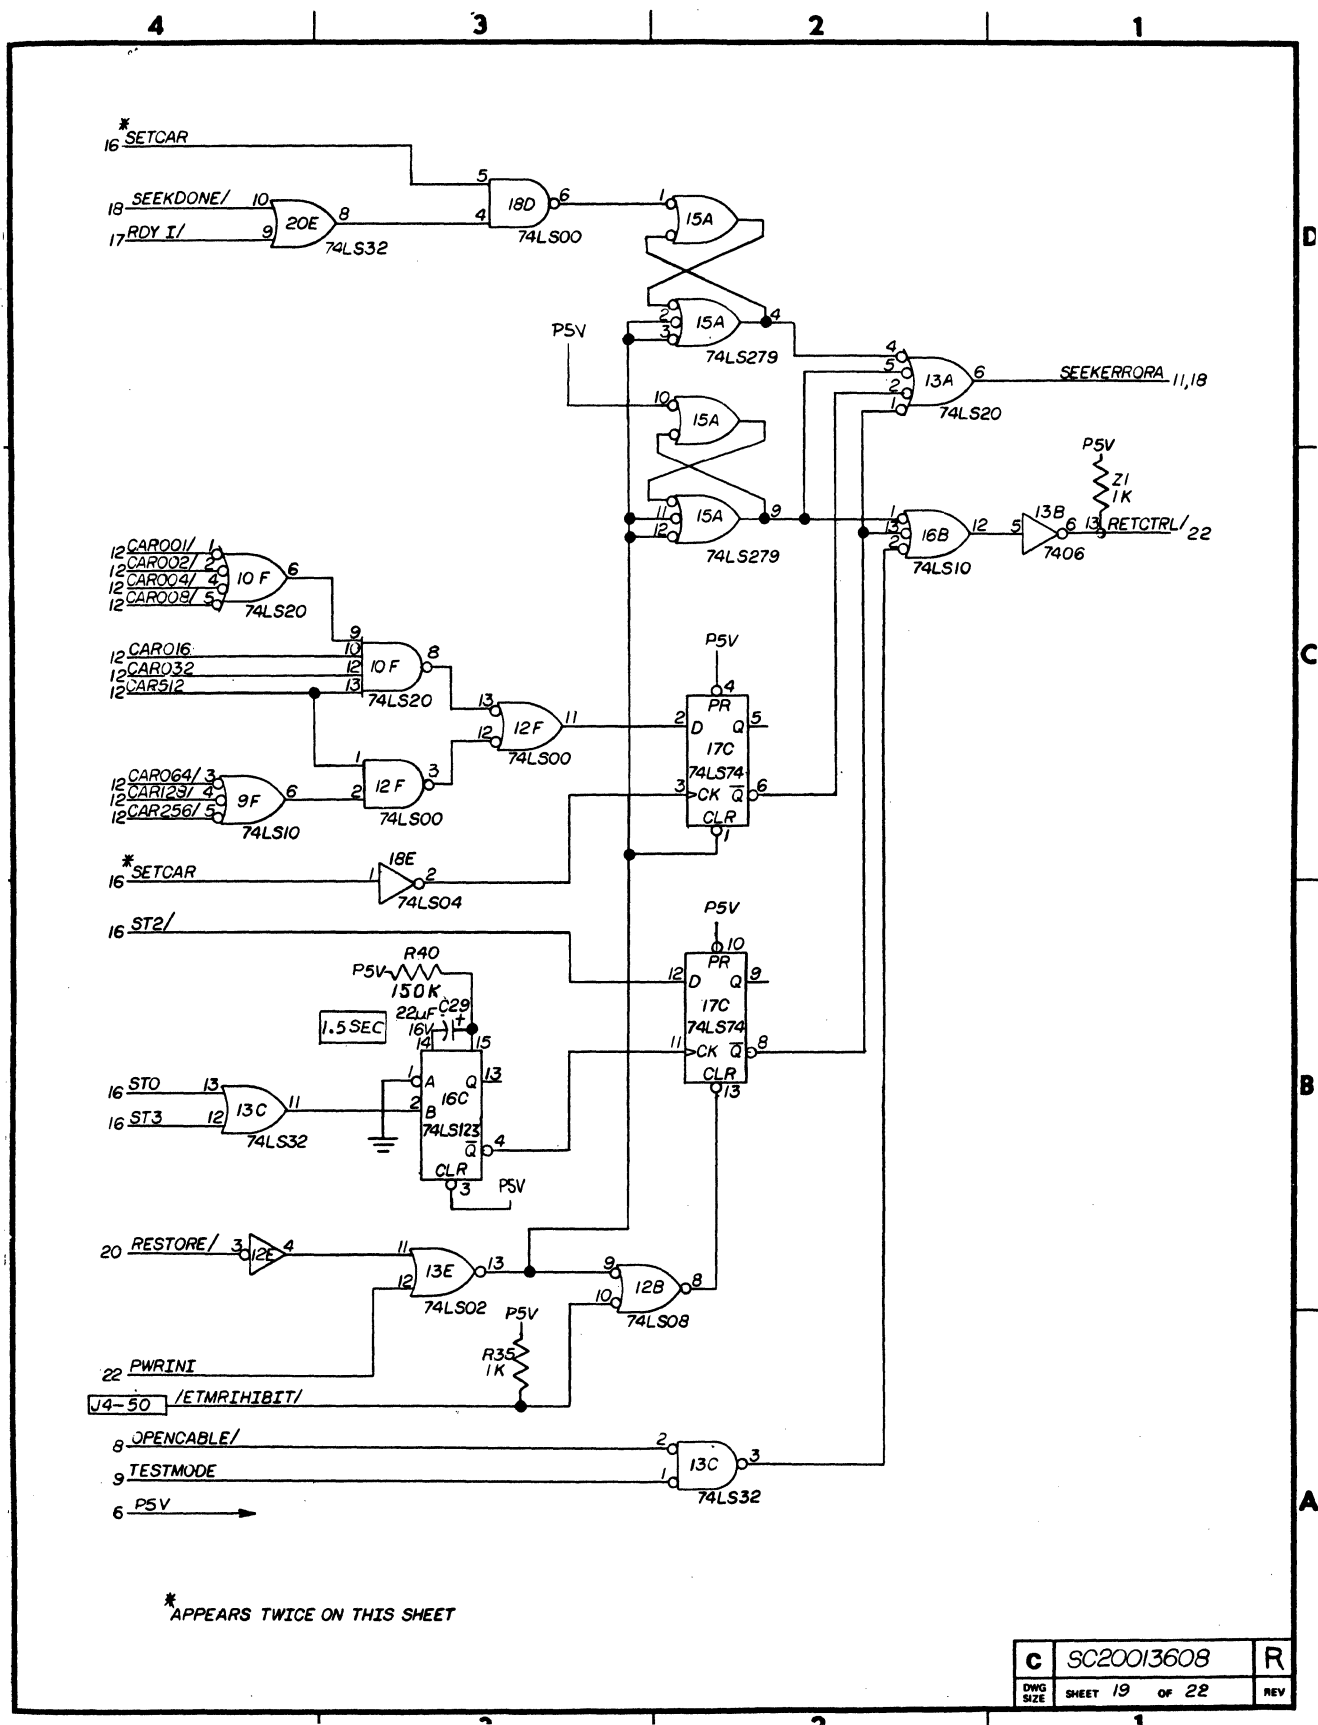 4 3 2 1
*
16 SETCAR
18 SEEKDONE/ 10
17 RDY I/ 9
20E 8
74LS32
5
4
18D 6
74LS00
1
15A
D
2
3
15A 4
74LS279
P5V
10
15A
11
12
15A 9
74LS279
4
5
2
1
13A 6
74LS20
SEEKERRORA 11,18
P5V
Z1
1K
1
13
2
16B 12
74LS10
13B
5 6
7406
13 RETCTRL/ 22
12 CAR001/ 1
12 CAR002/ 2
12 CAR004/ 4
12 CAR008/ 5
10F 6
74LS20
12 CAR016
12 CAR032
12 CAR512
9
10
12
13
10F 8
74LS20
C
13
12
12F 11
74LS00
1
2
12F 3
74LS00
12 CAR064/ 3
12 CAR128/ 4
12 CAR256/ 5
9F 6
74LS10
P5V
4
PR
2 D Q 5
17C
74LS74
3 CK Q 6
CLR
1
*
16 SETCAR
1 18E 2
74LS04
16 ST2/
P5V
10
PR
12 D Q 9
17C
74LS74
11 CK Q 8
CLR
13
P5V R40
150K
22µF C29
16V +
1.5 SEC
14 15
1 A Q 13
16C
2 B
74LS123
Q 4
CLR
3 P5V
16 ST0 13
16 ST3 12
13C 11
74LS32
B
20 RESTORE/ 3 12E 4
11
12
13E 13
74LS02
9
10
12B 8
74LS08
P5V
R35
1K
22 PWRINI
J4-50 /ETMRIHIBIT/
8 OPENCABLE/ 2
9 TESTMODE 1
13C 3
74LS32
6 P5V
A
*
APPEARS TWICE ON THIS SHEET
C SC20013608 R
DWG SIZE SHEET 19 OF 22 REV